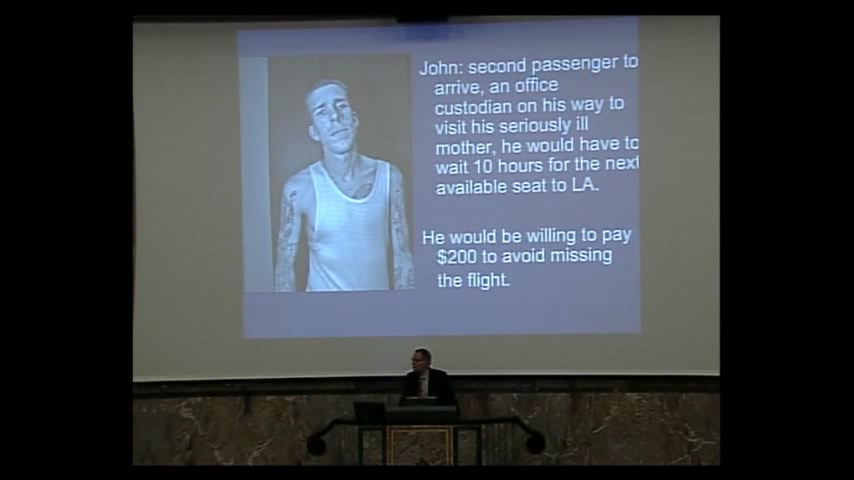 John: second passenger to
arrive, an office
custodian on his way to
visit his seriously ill
mother, he would have to
wait 10 hours for the next
available seat to LA.
He would be willing to pay
$200 to avoid missing
the flight.